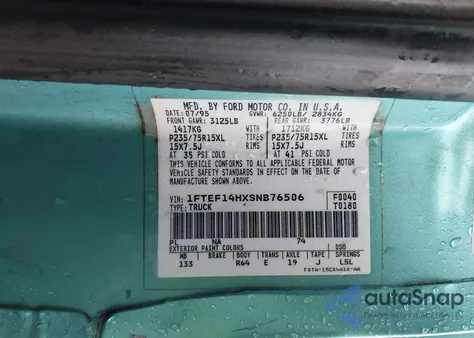 MFD. BY FORD MOTOR CO. IN U.S.A.
DATE: 07/95 GVWR: 6250LB/ 2834KG
FRONT GAWR: 3125LB REAR GAWR: 3776LB
1417KG WITH 1712KG WITH
P235/75R15XL TIRES P235/75R15XL TIRES
15X7.5J RIMS 15X7.5J RIMS
AT 35 PSI COLD AT 41 PSI COLD
THIS VEHICLE CONFORMS TO ALL APPLICABLE FEDERAL MOTOR
VEHICLE SAFETY STANDARDS IN EFFECT ON THE DATE OF
MANUFACTURE SHOWN ABOVE.
VIN: 1FTEF14HXSNB76506 F0040
TYPE: TRUCK T0180
PL NA 74
EXTERIOR PAINT COLORS DSO
WB BRAKE BODY TRANS AXLE TAPE SPRINGS
133 R64 E 19 J LSL
F8TA-15204A10-AA
autoSnap